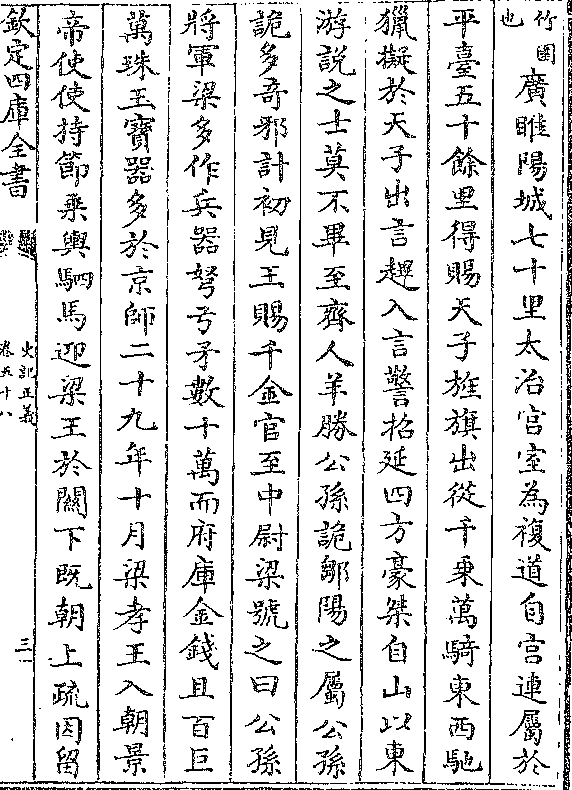 竹園
也
廣睢陽城七十里太治宫室為複道自宫連屬於
平臺五十餘里得賜天子旌旗出從千乘萬騎東西馳
獵擬於天子出言䟆入言警招延四方豪桀自山以東
游說之士莫不畢至齊人羊勝公孫詭鄒陽之屬公孫
詭多奇邪計初見王賜千金官至中尉梁號之曰公孫
將軍梁多作兵器弩弓矛數十萬而府庫金錢且百巨
萬珠玉寶器多於京師二十九年十月梁孝王入朝景
帝使使持節乘輿駟馬迎梁王於闕下既朝上疏因留
欽定四庫全書
史記正義
卷五十八
三